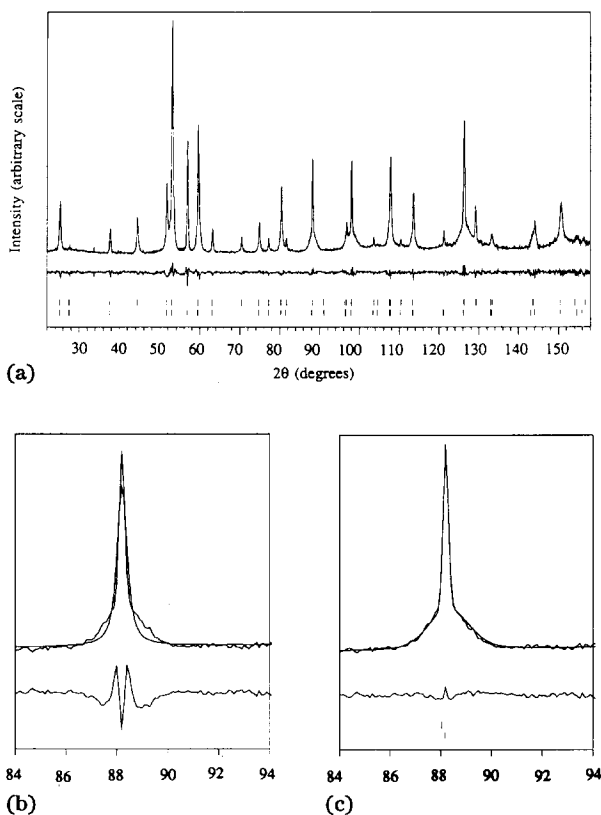 Intensity (arbitrary scale)
30 40 50 60 70 80 90 100 110 120 130 140 150
2θ (degrees)
(a)
84 86 88 90 92 94
(b)
84 86 88 90 92 94
(c)